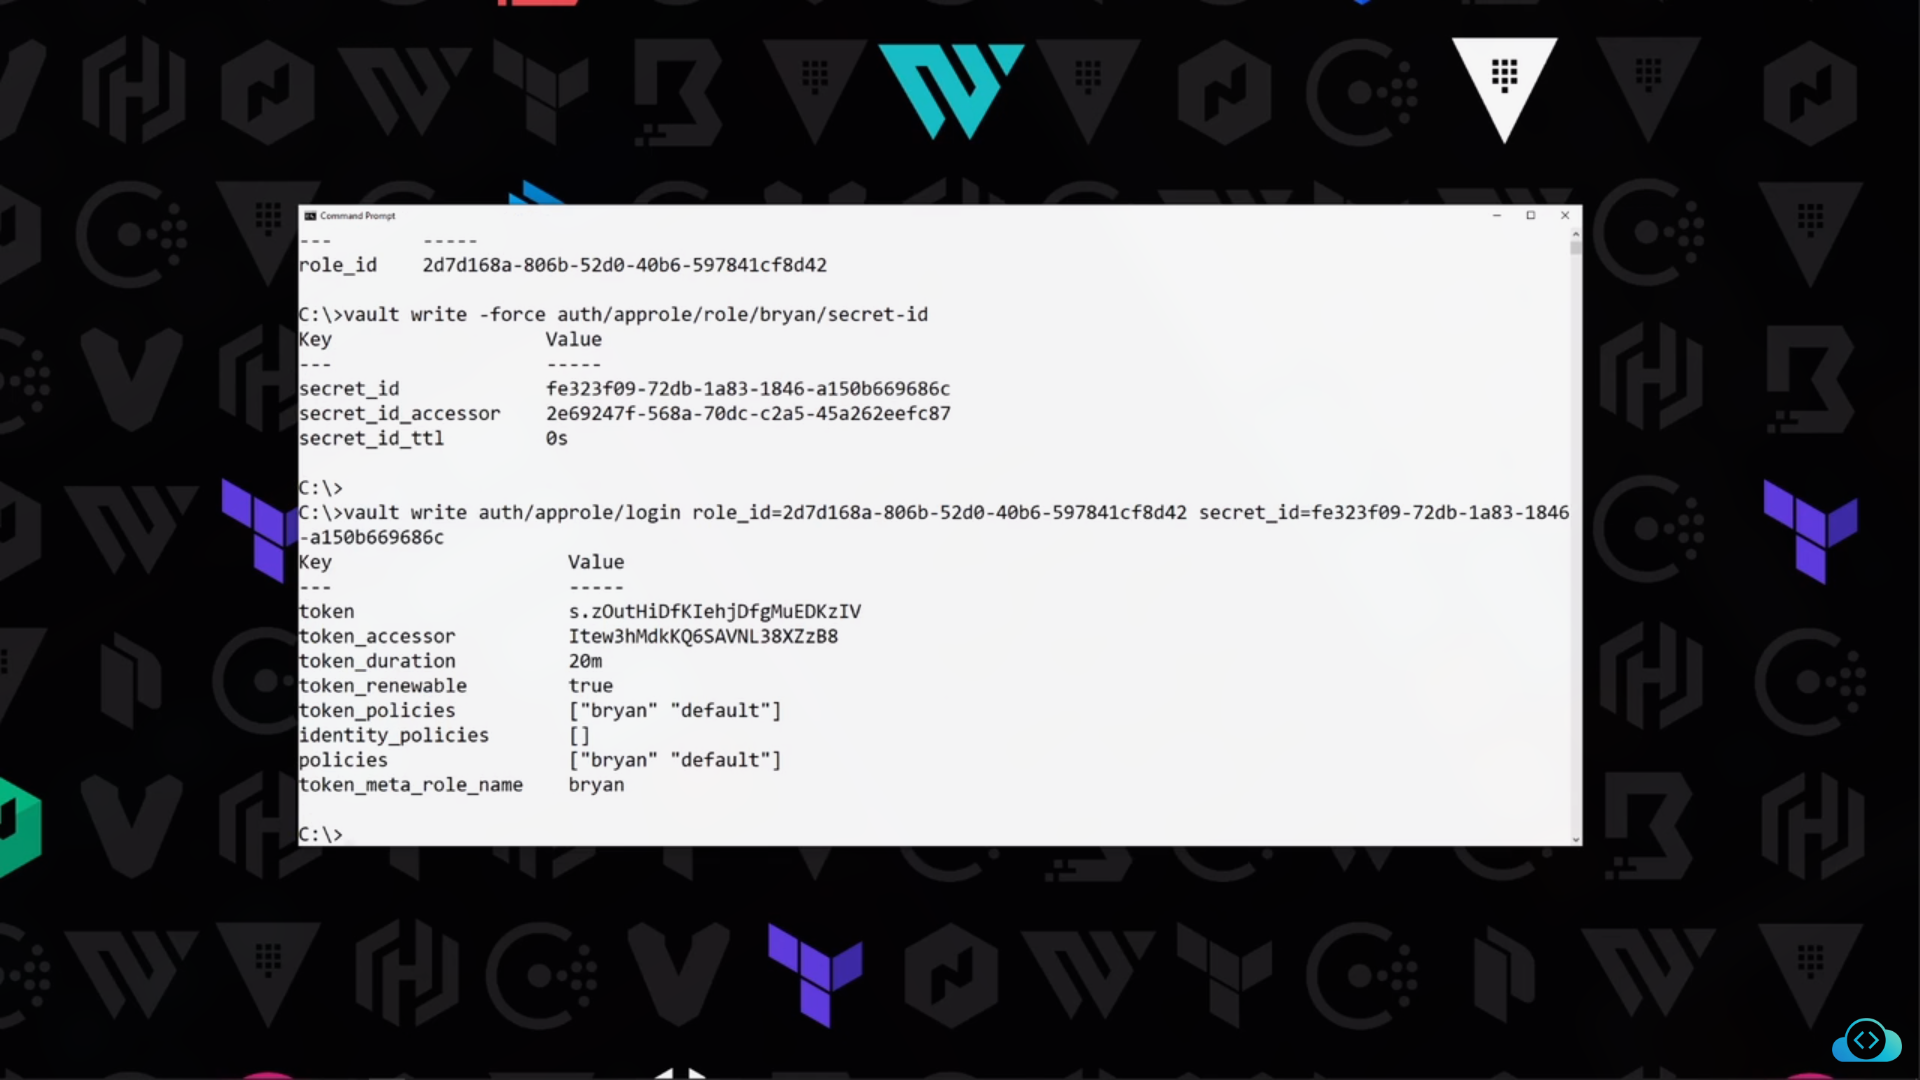 Command Prompt
--- -----
role_id 2d7d168a-806b-52d0-40b6-597841cf8d42
C:\>vault write -force auth/approle/role/bryan/secret-id
Key Value
--- -----
secret_id fe323f09-72db-1a83-1846-a150b669686c
secret_id_accessor 2e69247f-568a-70dc-c2a5-45a262eefc87
secret_id_ttl 0s
C:\>
C:\>vault write auth/approle/login role_id=2d7d168a-806b-52d0-40b6-597841cf8d42 secret_id=fe323f09-72db-1a83-1846
-a150b669686c
Key Value
--- -----
token s.zOutHiDfKIehjDfgMuEDKzIV
token_accessor Itew3hMdkKQ6SAVNL38XZzB8
token_duration 20m
token_renewable true
token_policies ["bryan" "default"]
identity_policies []
policies ["bryan" "default"]
token_meta_role_name bryan
C:\>